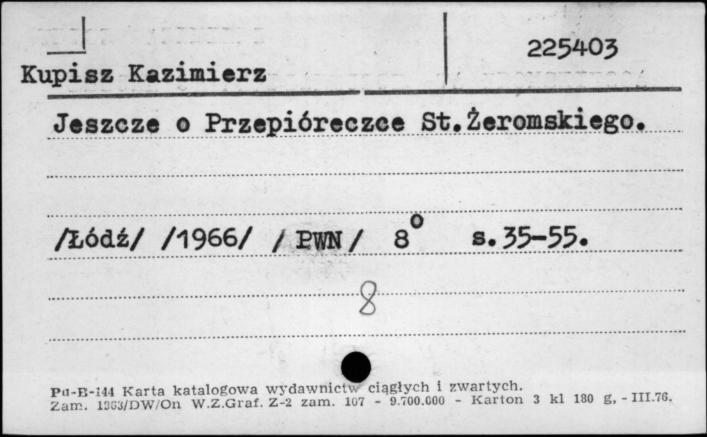 225403
Kupisz Kazimierz
Jeszcze o Przepióreczce St.Żeromskiego.
/Łódź/ /1966/ /PWN/ 8° s.35-55.
8
Pu-B-144 Karta katalogowa wydawnictw ciągłych i zwartych.
Zam. 1363/DW/On W.Z.Graf. Z-2 zam. 107 - 9.700.000 - Karton 3 kl 180 g, - III.76.